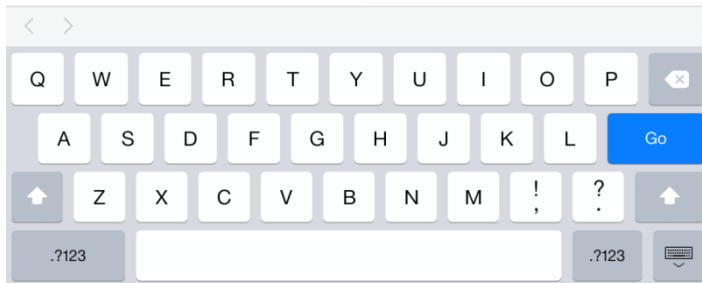 Q W E R T Y U I O P
A S D F G H J K L Go
Z X C V B N M ! , ? .
.?123 .?123